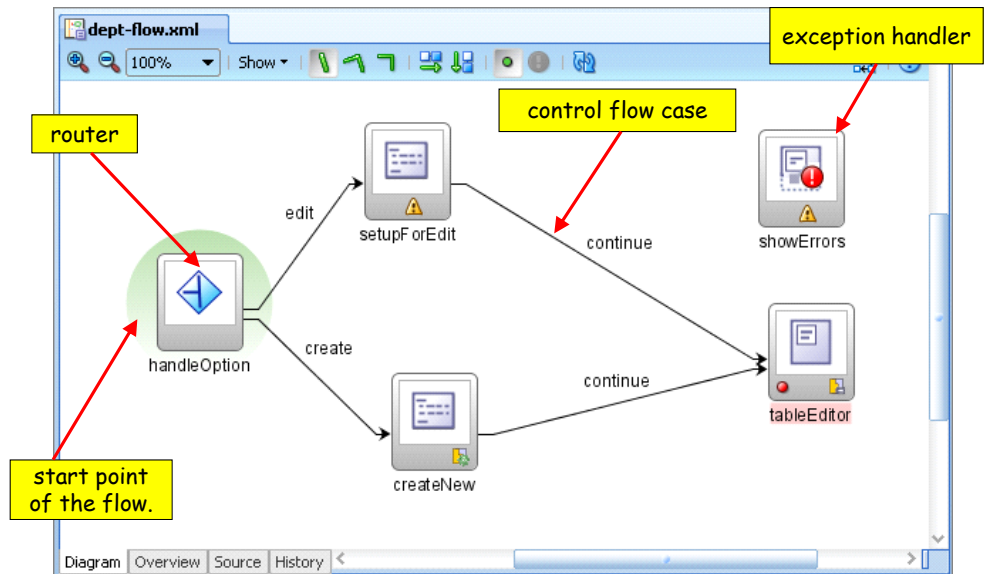 dept-flow.xml
exception handler
100%
Show
control flow case
router
edit
setupForEdit
continue
showErrors
handleOption
create
continue
tableEditor
start point
of the flow.
createNew
Diagram Overview Source History